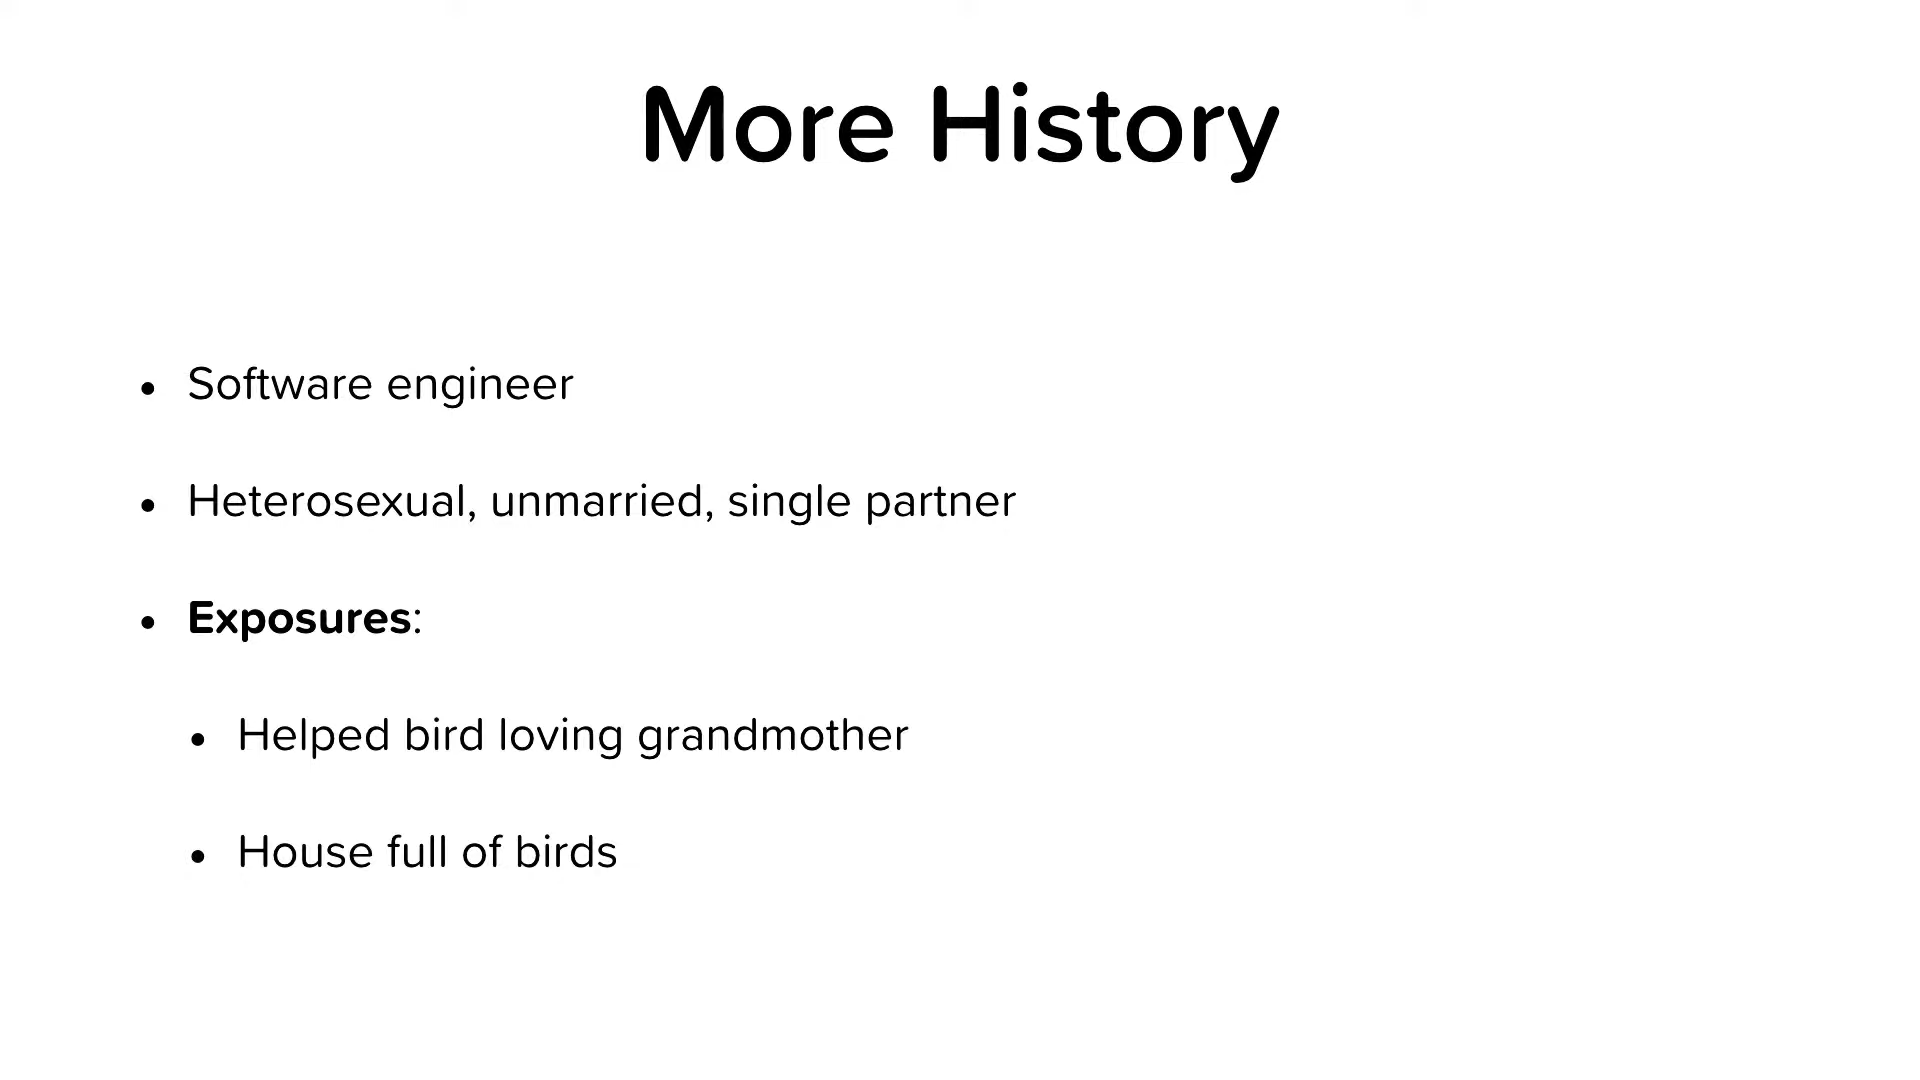 More History
• Software engineer
• Heterosexual, unmarried, single partner
• Exposures:
• Helped bird loving grandmother
• House full of birds